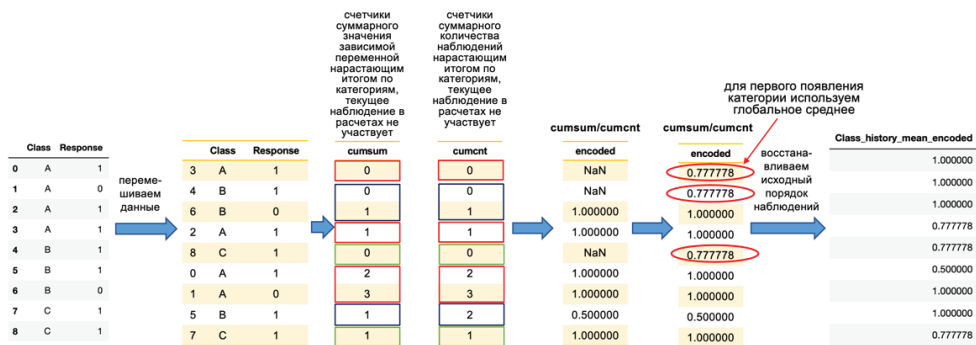 счетчики
суммарного
значения
зависимой
переменной
нарастающим
итогом по
категориям,
текущее
наблюдение в
расчетах не
участвует
счетчики
суммарного
количества
наблюдений
нарастающим
итогом по
категориям,
текущее
наблюдение в
расчетах не
участвует
для первого появления
категории используем
глобальное среднее
Class Response
0 A 1
1 A 0
2 A 1
3 A 1
4 B 1
5 B 1
6 B 0
7 C 1
8 C 1
переме-
шиваем
данные
Class Response
3 A 1
4 B 1
6 B 0
2 A 1
8 C 1
0 A 1
1 A 0
5 B 1
7 C 1
cumsum
0
0
1
1
0
2
3
1
1
cumcnt
0
0
1
1
0
2
3
2
1
cumsum/cumcnt
encoded
NaN
NaN
1.000000
1.000000
NaN
1.000000
1.000000
0.500000
1.000000
cumsum/cumcnt
encoded
0.777778
0.777778
1.000000
1.000000
0.777778
1.000000
1.000000
0.500000
1.000000
восста-
нав-
ливаем
исходный
порядок
наблюдений
Class_history_mean_encoded
1.000000
1.000000
1.000000
0.777778
0.777778
0.500000
1.000000
1.000000
0.777778